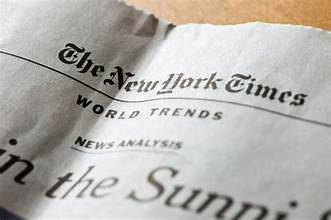 The New York Times
WORLD TRENDS
NEWS ANALYSIS
in the Sunni